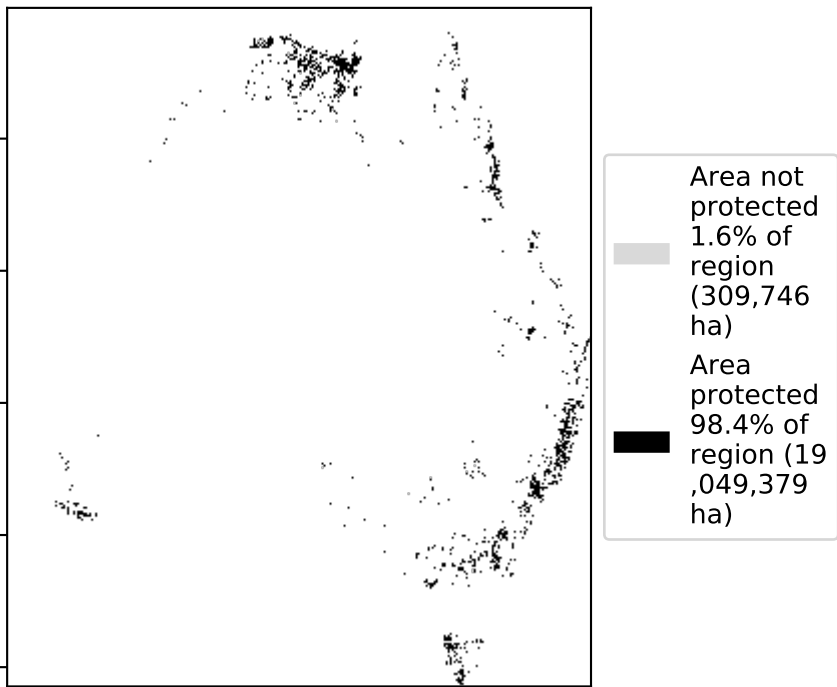 Area not
protected
1.6% of
region
(309,746
ha)
Area
protected
98.4% of
region (19
,049,379
ha)